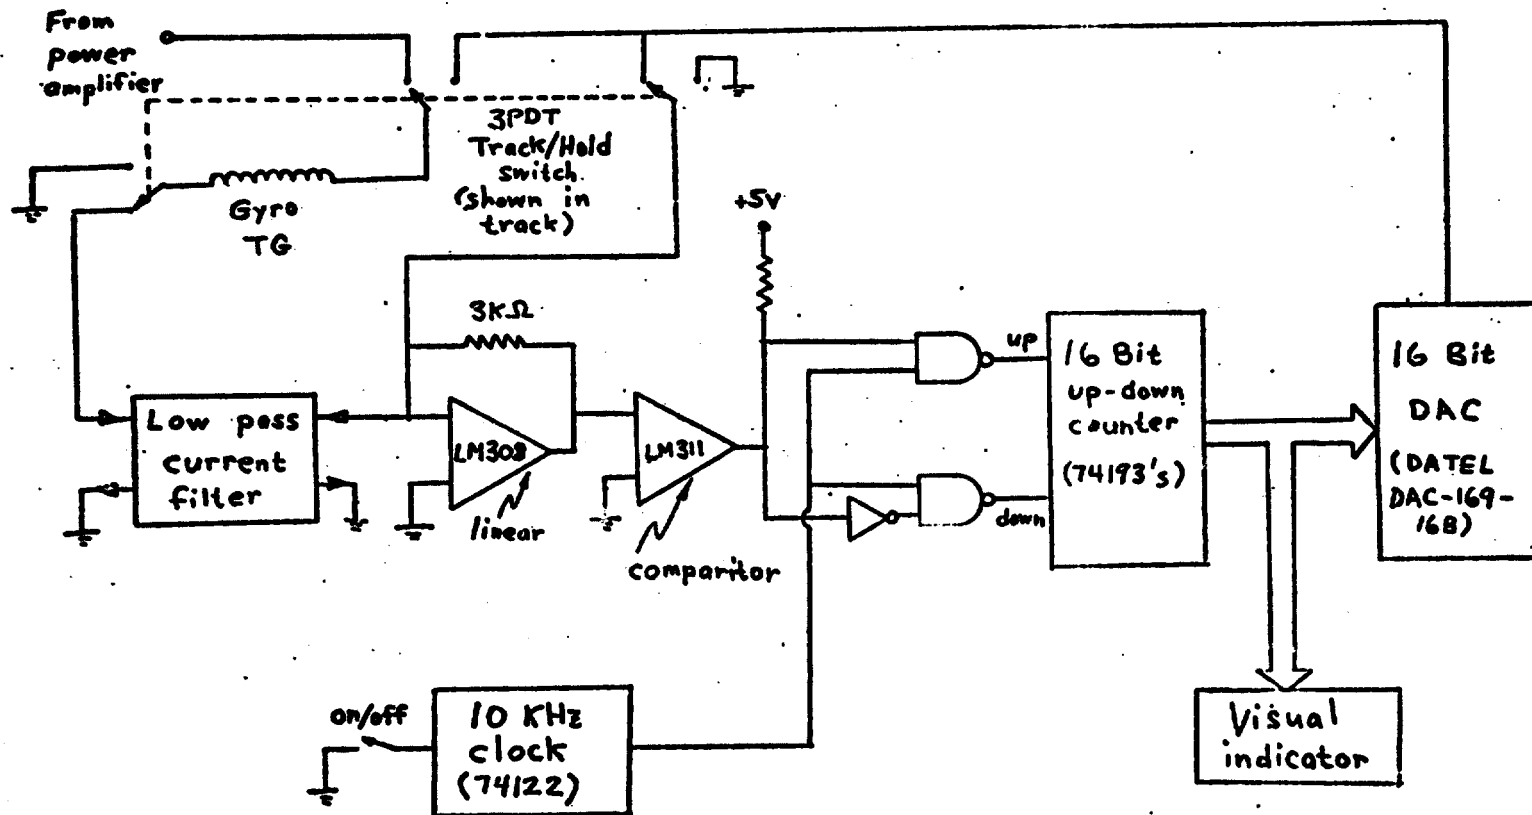 From
power
amplifier
3PDT
Track/Hold
switch
(shown in
track)
Gyro
TG
+5V
3KΩ
Low pass
current
filter
LM308
linear
LM311
comparitor
up
down
16 Bit
up-down
counter
(74193's)
16 Bit
DAC
(DATEL
DAC-169-
16B)
on/off
10 KHz
clock
(74122)
Visual
indicator